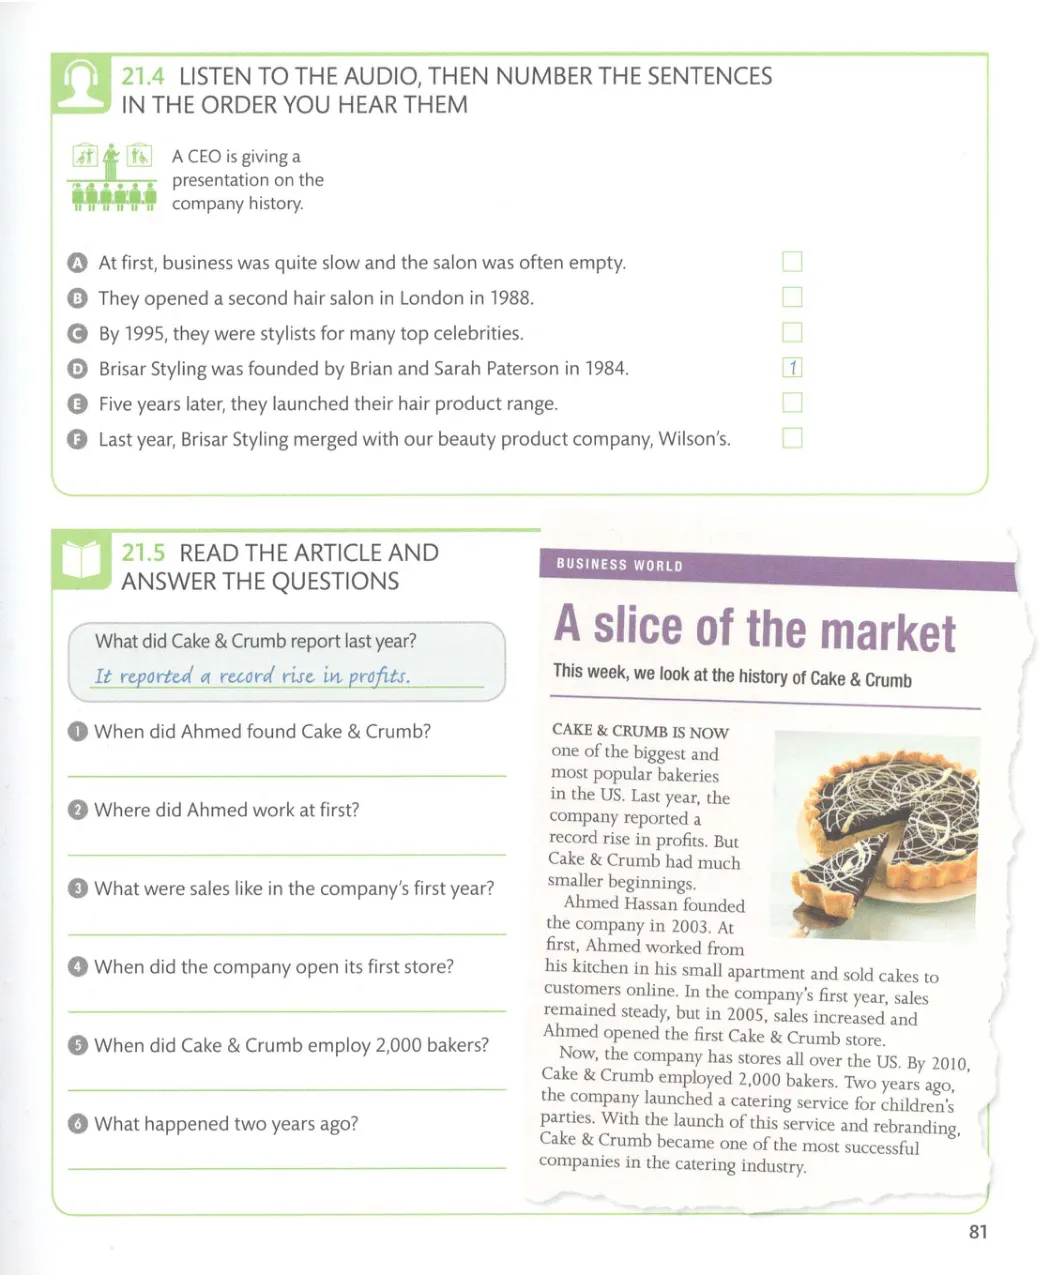 21.4 LISTEN TO THE AUDIO, THEN NUMBER THE SENTENCES
IN THE ORDER YOU HEAR THEM
A CEO is giving a
presentation on the
company history.
A At first, business was quite slow and the salon was often empty.
B They opened a second hair salon in London in 1988.
C By 1995, they were stylists for many top celebrities.
D Brisar Styling was founded by Brian and Sarah Paterson in 1984. 1
E Five years later, they launched their hair product range.
F Last year, Brisar Styling merged with our beauty product company, Wilson's.
21.5 READ THE ARTICLE AND
ANSWER THE QUESTIONS
What did Cake & Crumb report last year?
It reported a record rise in profits.
1 When did Ahmed found Cake & Crumb?
2 Where did Ahmed work at first?
3 What were sales like in the company's first year?
4 When did the company open its first store?
5 When did Cake & Crumb employ 2,000 bakers?
6 What happened two years ago?
BUSINESS WORLD
A slice of the market
This week, we look at the history of Cake & Crumb
CAKE & CRUMB IS NOW
one of the biggest and
most popular bakeries
in the US. Last year, the
company reported a
record rise in profits. But
Cake & Crumb had much
smaller beginnings.
Ahmed Hassan founded
the company in 2003. At
first, Ahmed worked from
his kitchen in his small apartment and sold cakes to
customers online. In the company's first year, sales
remained steady, but in 2005, sales increased and
Ahmed opened the first Cake & Crumb store.
Now, the company has stores all over the US. By 2010,
Cake & Crumb employed 2,000 bakers. Two years ago,
the company launched a catering service for children's
parties. With the launch of this service and rebranding,
Cake & Crumb became one of the most successful
companies in the catering industry.
81